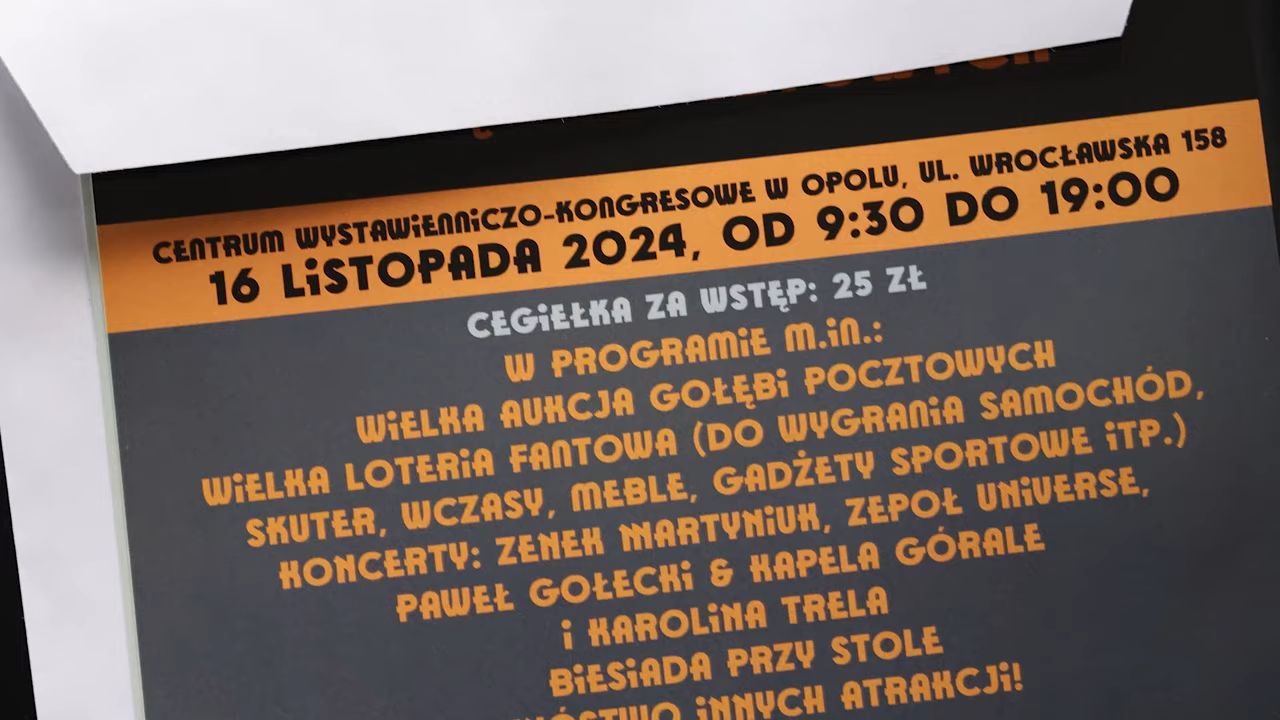 CENTRUM WYSTAWiENNiCZO-KONGRESOWE W OPOLU, UL. WROCŁAWSKA 158
16 LiSTOPADA 2024, OD 9:30 DO 19:00
CEGiEŁKA ZA WSTĘP: 25 ZŁ
W PROGRAMiE M.iN.:
WiELKA AUKCJA GOŁĘBi POCZTOWYCH
WiELKA LOTERiA FANTOWA (DO WYGRANiA SAMOCHÓD,
SKUTER, WCZASY, MEBLE, GADŻETY SPORTOWE iTP.)
KONCERTY: ZENEK MARTYNiUK, ZEPOŁ UNiVERSE,
PAWEŁ GOŁECKi & KAPELA GÓRALE
i KAROLiNA TRELA
BiESiADA PRZY STOLE
iNNYCH ATRAKCJi!